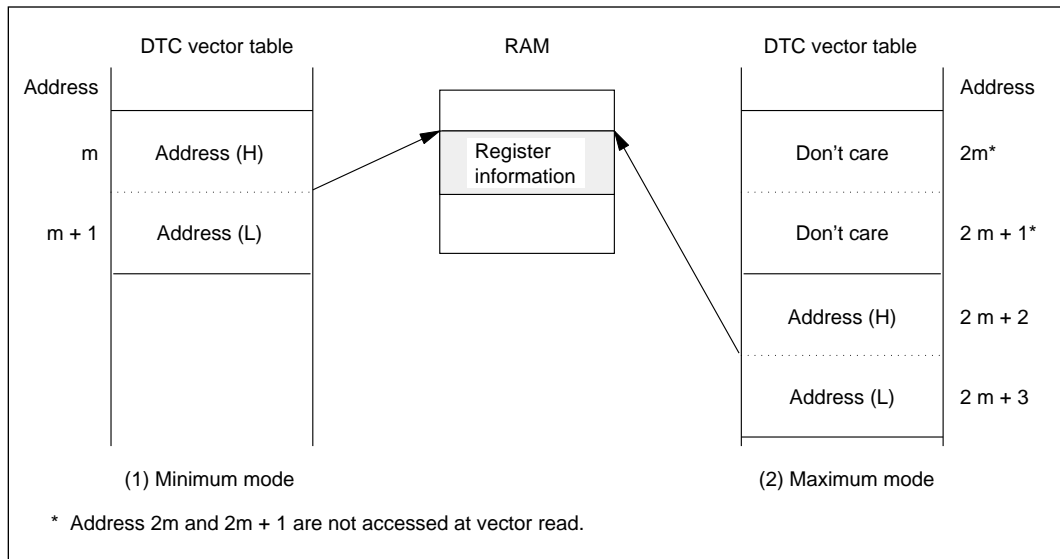 DTC vector table
RAM
DTC vector table
Address
Address
m
Address (H)
Register
information
Don't care
2m*
m + 1
Address (L)
Don't care
2 m + 1*
Address (H)
2 m + 2
Address (L)
2 m + 3
(1) Minimum mode
(2) Maximum mode
* Address 2m and 2m + 1 are not accessed at vector read.